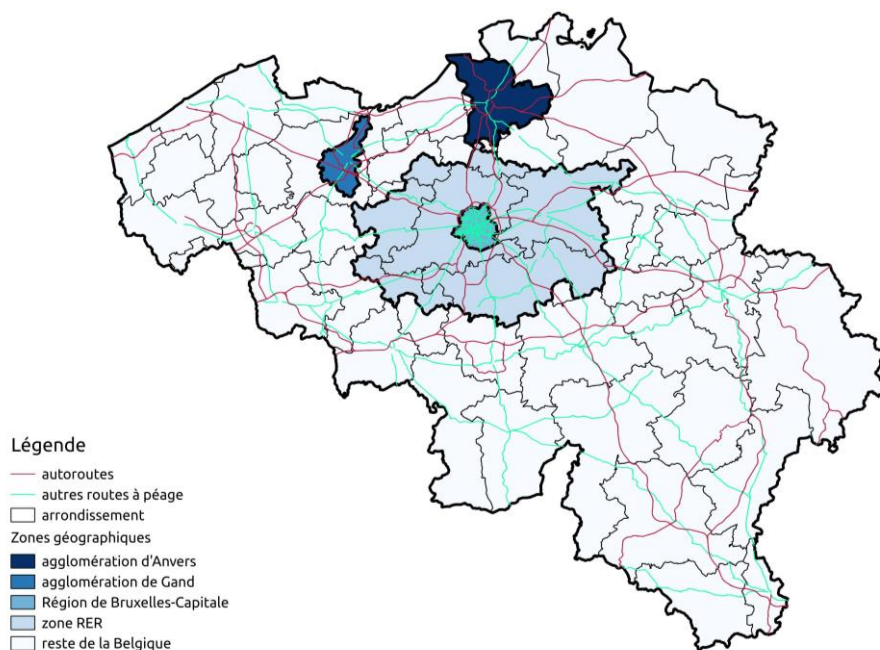 Légende
autoroutes
autres routes à péage
arrondissement
Zones géographiques
agglomération d'Anvers
agglomération de Gand
Région de Bruxelles-Capitale
zone RER
reste de la Belgique